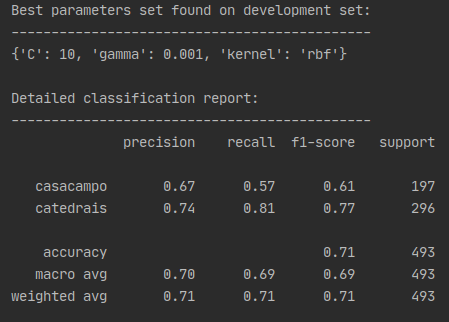 Best parameters set found on development set:
---------------------------------------------
{'C': 10, 'gamma': 0.001, 'kernel': 'rbf'}
Detailed classification report:
---------------------------------------------
precision recall f1-score support
casacampo 0.67 0.57 0.61 197
catedrais 0.74 0.81 0.77 296
accuracy 0.71 493
macro avg 0.70 0.69 0.69 493
weighted avg 0.71 0.71 0.71 493